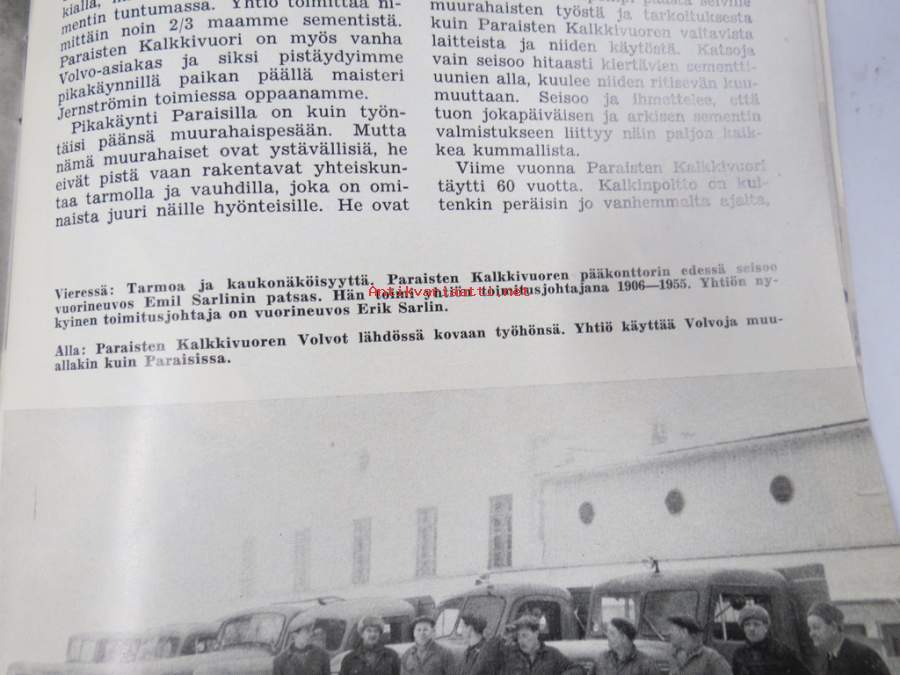 kialla,
mentin tuntumassa. Yhtiö toimittaa ni-
mittäin noin 2/3 maamme sementistä.
Paraisten Kalkkivuori on myös vanha
Volvo-asiakas ja siksi pistäydyimme
pikakäynnillä paikan päällä maisteri
Jernströmin toimiessa oppaanamme.
Pikakäynti Paraisilla on kuin työn-
täisi päänsä muurahaispesään. Mutta
nämä muurahaiset ovat ystävällisiä, he
eivät pistä vaan rakentavat yhteiskun-
taa tarmolla ja vauhdilla, joka on omi-
naista juuri näille hyönteisille. He ovat
muurahaisten työstä ja tarkoituksesta
kuin Paraisten Kalkkivuoren valtavista
laitteista ja niiden käytöstä. Katsoja
vain seisoo hitaasti kiertävien sementti-
uunien alla, kuulee niiden ritisevän kuu-
muuttaan. Seisoo ja ihmettelee, että
tuon jokapäiväisen ja arkisen sementin
valmistukseen liittyy näin paljon kaik-
kea kummallista.
Viime vuonna Paraisten Kalkkivuori
täytti 60 vuotta. Kalkinpoltto on kui-
tenkin peräisin jo vanhemmalta ajalta,
Vieressä: Tarmoa ja kaukonäköisyyttä. Paraisten Kalkkivuoren pääkonttorin edessä seisoo
vuorineuvos Emil Sarlinin patsas. Hän toimi yhtiön toimitusjohtajana 1906—1955. Yhtiön ny-
kyinen toimitusjohtaja on vuorineuvos Erik Sarlin.
Antikvariaatti.net
Alla: Paraisten Kalkkivuoren Volvot lähdössä kovaan työhönsä. Yhtiö käyttää Volvoja muu-
allakin kuin Paraisissa.